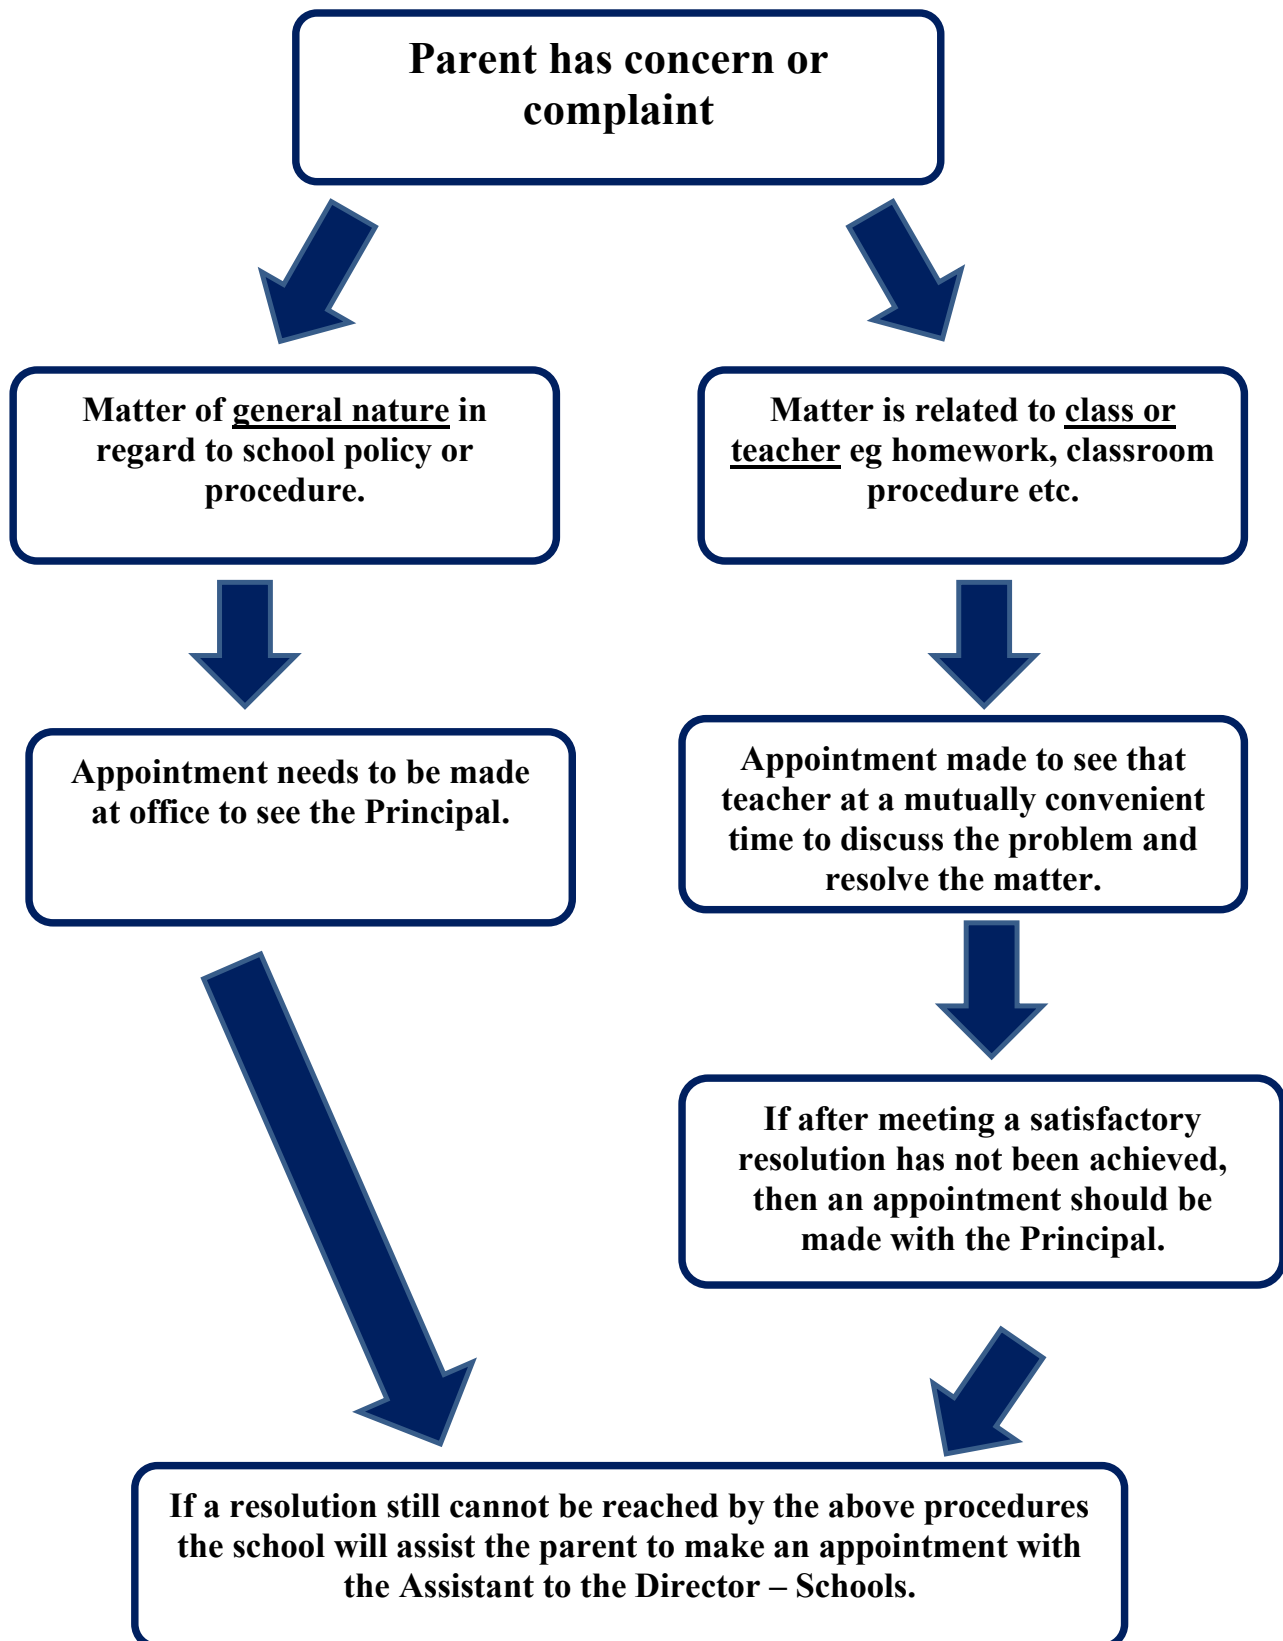 Parent has concern or
complaint
Matter of general nature in
regard to school policy or
procedure.
Matter is related to class or
teacher eg homework, classroom
procedure etc.
Appointment needs to be made
at office to see the Principal.
Appointment made to see that
teacher at a mutually convenient
time to discuss the problem and
resolve the matter.
If after meeting a satisfactory
resolution has not been achieved,
then an appointment should be
made with the Principal.
If a resolution still cannot be reached by the above procedures
the school will assist the parent to make an appointment with
the Assistant to the Director – Schools.